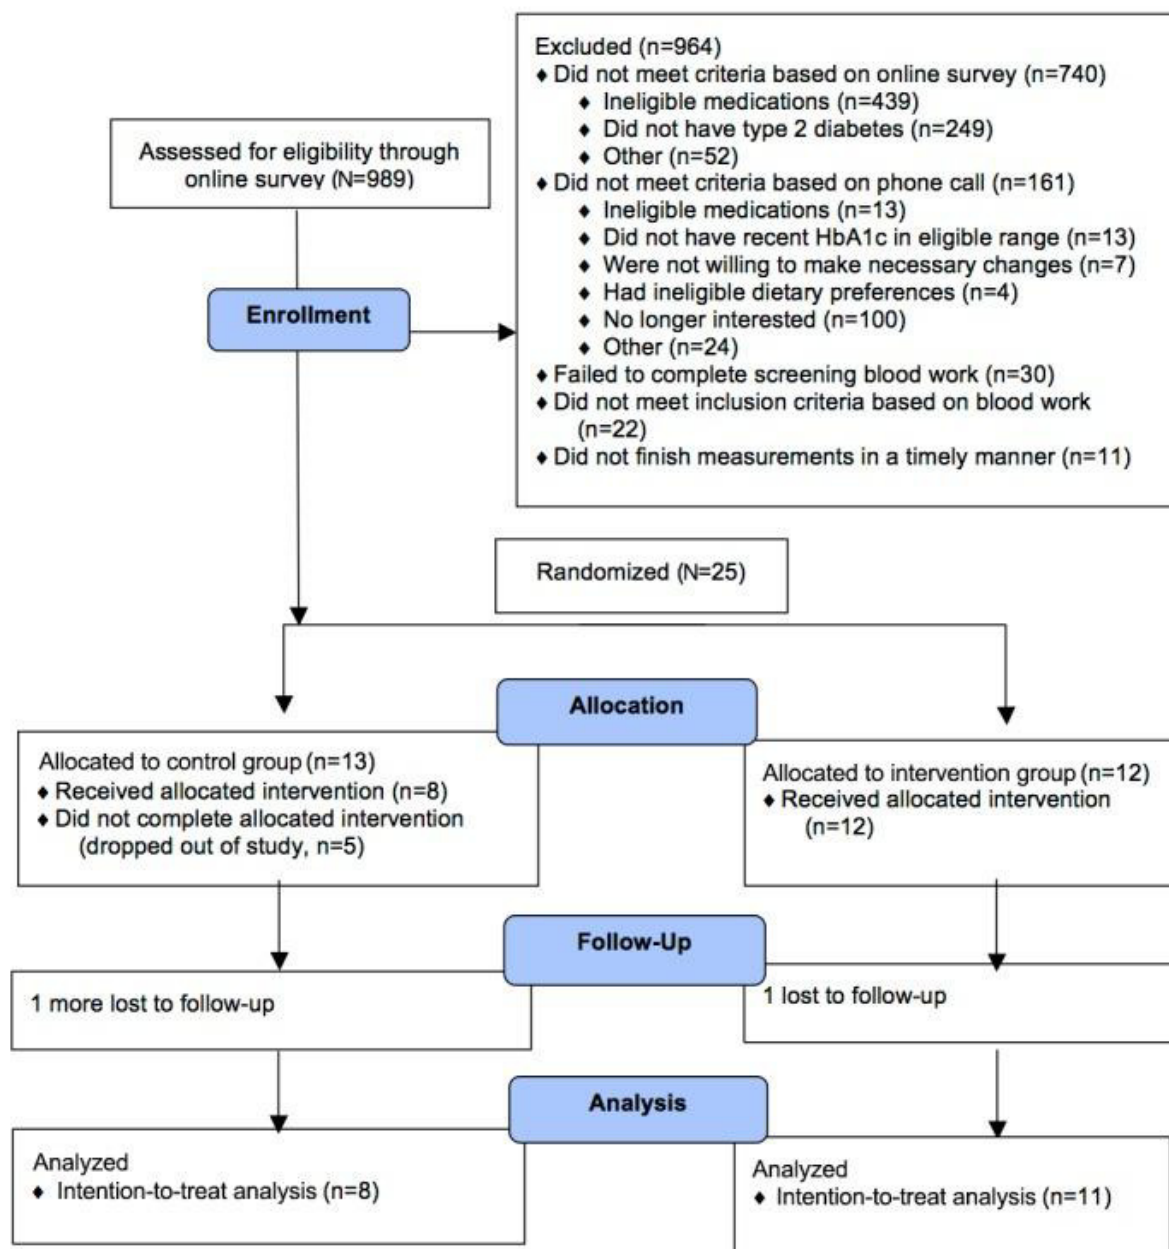 Assessed for eligibility through
online survey (N=989)
Excluded (n=964)
♦ Did not meet criteria based on online survey (n=740)
♦ Ineligible medications (n=439)
♦ Did not have type 2 diabetes (n=249)
♦ Other (n=52)
♦ Did not meet criteria based on phone call (n=161)
♦ Ineligible medications (n=13)
♦ Did not have recent HbA1c in eligible range (n=13)
♦ Were not willing to make necessary changes (n=7)
♦ Had ineligible dietary preferences (n=4)
♦ No longer interested (n=100)
♦ Other (n=24)
♦ Failed to complete screening blood work (n=30)
♦ Did not meet inclusion criteria based on blood work
(n=22)
♦ Did not finish measurements in a timely manner (n=11)
Enrollment
Randomized (N=25)
Allocation
Allocated to control group (n=13)
♦ Received allocated intervention (n=8)
♦ Did not complete allocated intervention
(dropped out of study, n=5)
Allocated to intervention group (n=12)
♦ Received allocated intervention
(n=12)
Follow-Up
1 more lost to follow-up
1 lost to follow-up
Analysis
Analyzed
♦ Intention-to-treat analysis (n=8)
Analyzed
♦ Intention-to-treat analysis (n=11)